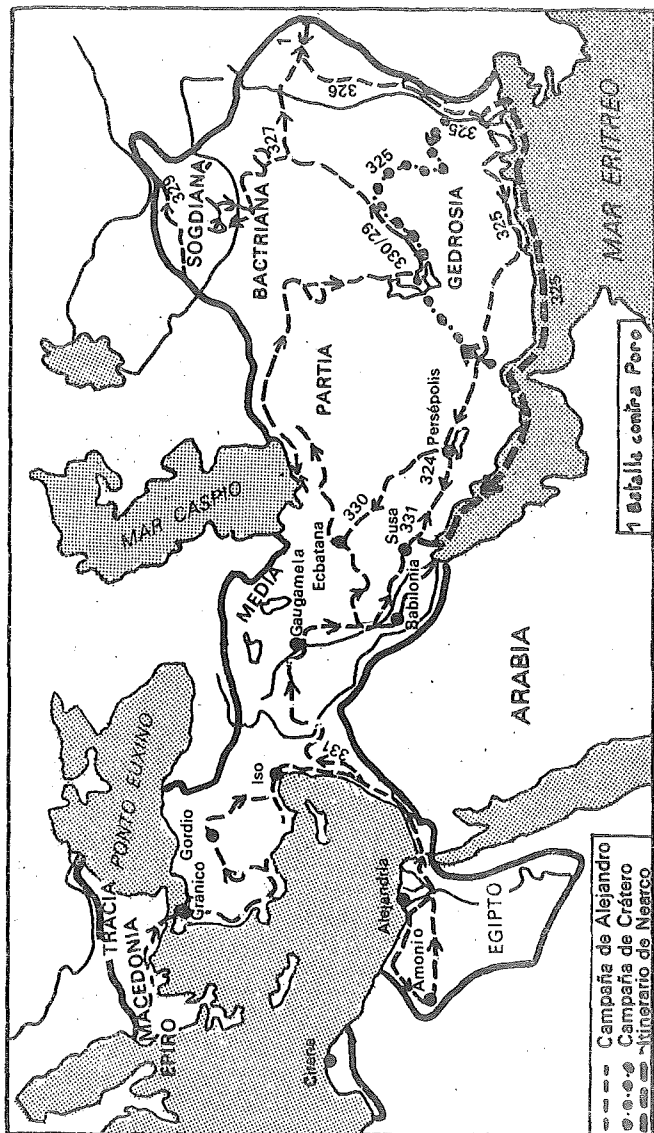 TRACIA
MACEDONIA
EPIRO
PONTO EUXINO
Gránico
Gordio
Iso
Cirene
Alejandría
Amonio
EGIPTO
ARABIA
MAR CASPIO
MEDIA
Gaugamela
Ecbatana
330
Babilonia
Susa
331
324
Persépolis
PARTIA
SOGDIANA
329
BACTRIANA
327
330/29
325
GEDROSIA
1
326
325
325
325
MAR ERITREO
1 Batalla contra Poro
Campaña de Alejandro
Campaña de Crátero
Itinerario de Nearco